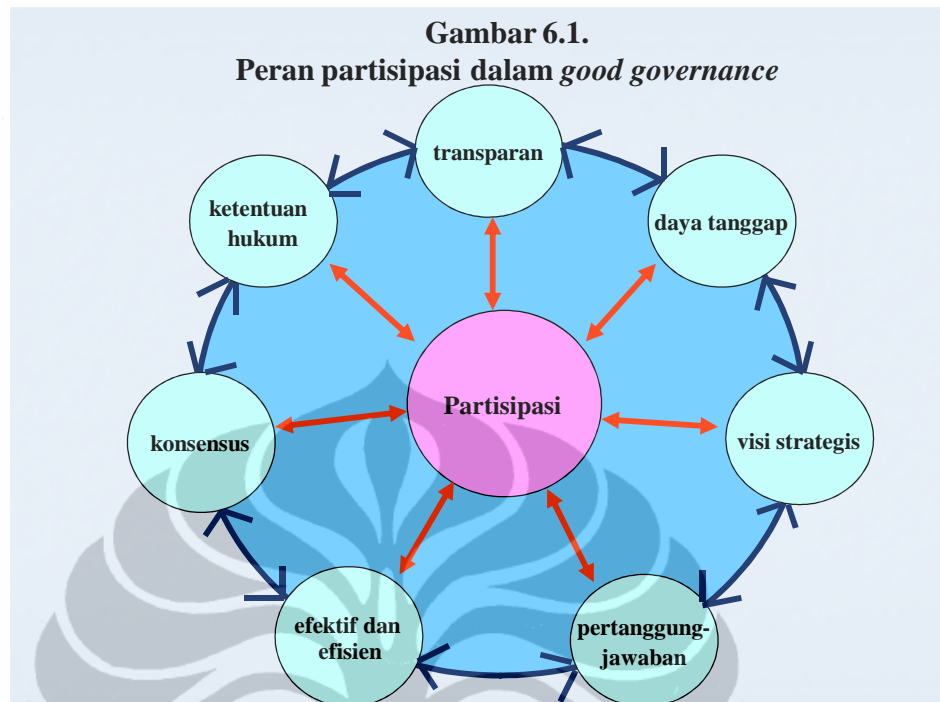 Gambar 6.1.
Peran partisipasi dalam good governance
transparan
ketentuan
hukum
daya tanggap
Partisipasi
konsensus
visi strategis
efektif dan
efisien
pertanggung-
jawaban